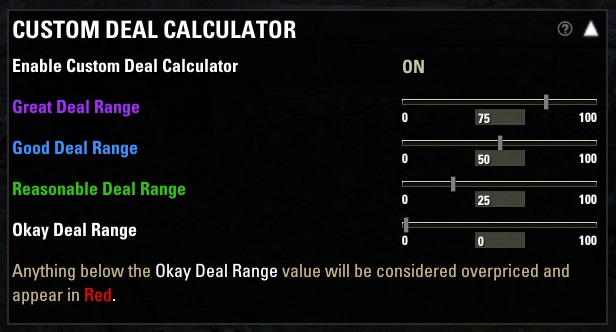 CUSTOM DEAL CALCULATOR ?
Enable Custom Deal Calculator ON
Great Deal Range
0 75 100
Good Deal Range
0 50 100
Reasonable Deal Range
0 25 100
Okay Deal Range
0 0 100
Anything below the Okay Deal Range value will be considered overpriced and
appear in Red.